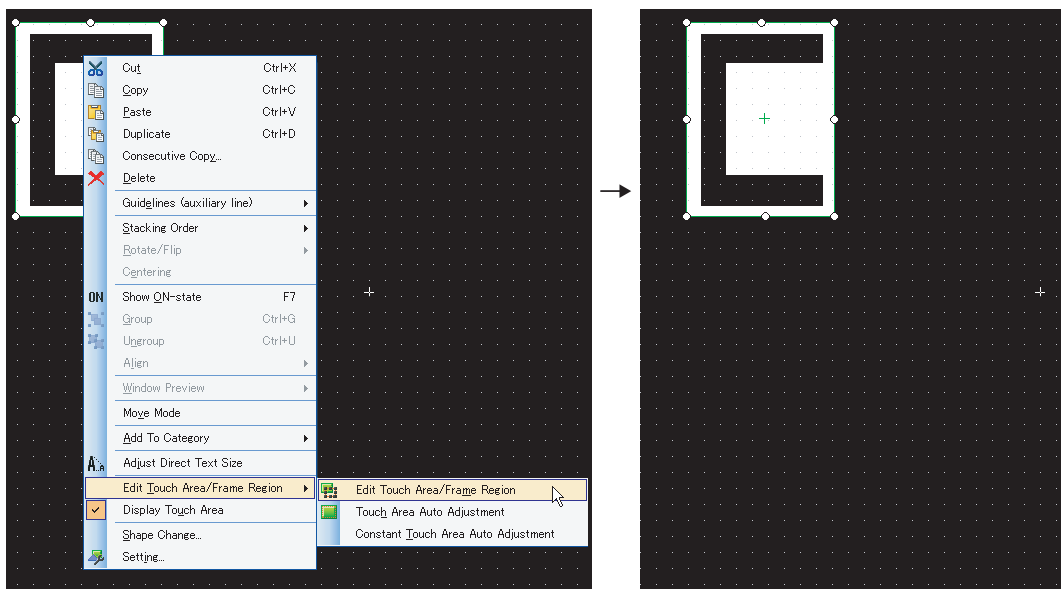 Cut Ctrl+X
Copy Ctrl+C
Paste Ctrl+V
Duplicate Ctrl+D
Consecutive Copy...
Delete
Guidelines (auxiliary line)
Stacking Order
Rotate/Flip
Centering
ON Show ON-state F7
Group Ctrl+G
Ungroup Ctrl+U
Align
Window Preview
Move Mode
Add To Category
Adjust Direct Text Size
Edit Touch Area/Frame Region
Display Touch Area
Shape Change...
Setting...
Edit Touch Area/Frame Region
Touch Area Auto Adjustment
Constant Touch Area Auto Adjustment